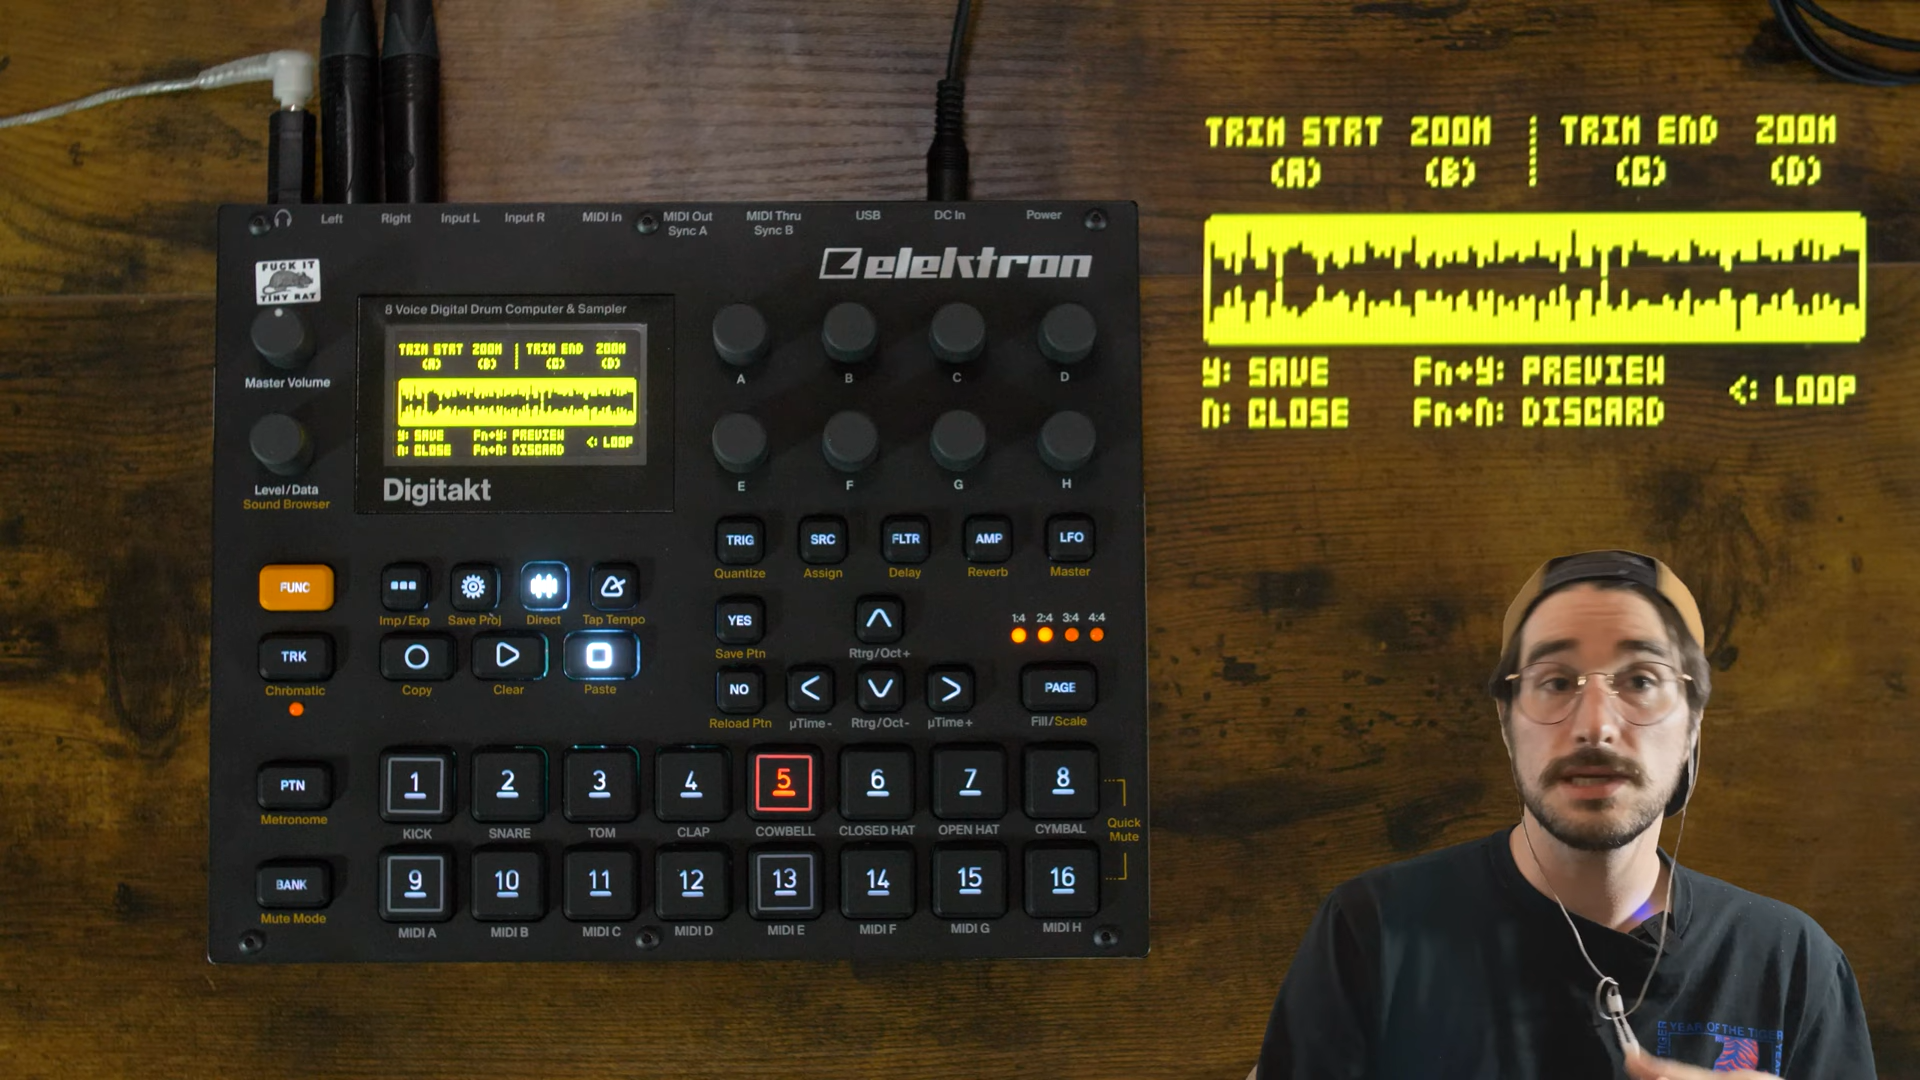 TRIM STRT ZOOM TRIM END ZOOM
(A) (B) (C) (D)
Y: SAVE Fn+Y: PREVIEW
N: CLOSE Fn+N: DISCARD
<: LOOP
Left Right Input L Input R MIDI In MIDI Out MIDI Thru USB DC In Power
Sync A Sync B
elektron
FUCK IT
TINY RAT
8 Voice Digital Drum Computer & Sampler
TRIM STRT ZOOM TRIM END ZOOM
(A) (B) (C) (D)
Y: SAVE Fn+Y: PREVIEW
N: CLOSE Fn+N: DISCARD
<: LOOP
Digitakt
Master Volume
Level/Data
Sound Browser
A B C D
E F G H
TRIG SRC FLTR AMP LFO
Quantize Assign Delay Reverb Master
FUNC
Imp/Exp Save Proj Direct Tap Tempo
TRK
Chromatic
Copy Clear Paste
YES
Save Ptn
Rtrg/Oct+
1:4 2:4 3:4 4:4
NO
Reload Ptn
µTime- Rtrg/Oct- µTime+
PAGE
Fill/Scale
PTN
Metronome
1 2 3 4 5 6 7 8
KICK SNARE TOM CLAP COWBELL CLOSED HAT OPEN HAT CYMBAL
Quick
Mute
BANK
Mute Mode
9 10 11 12 13 14 15 16
MIDI A MIDI B MIDI C MIDI D MIDI E MIDI F MIDI G MIDI H
YEAR OF THE TIGER